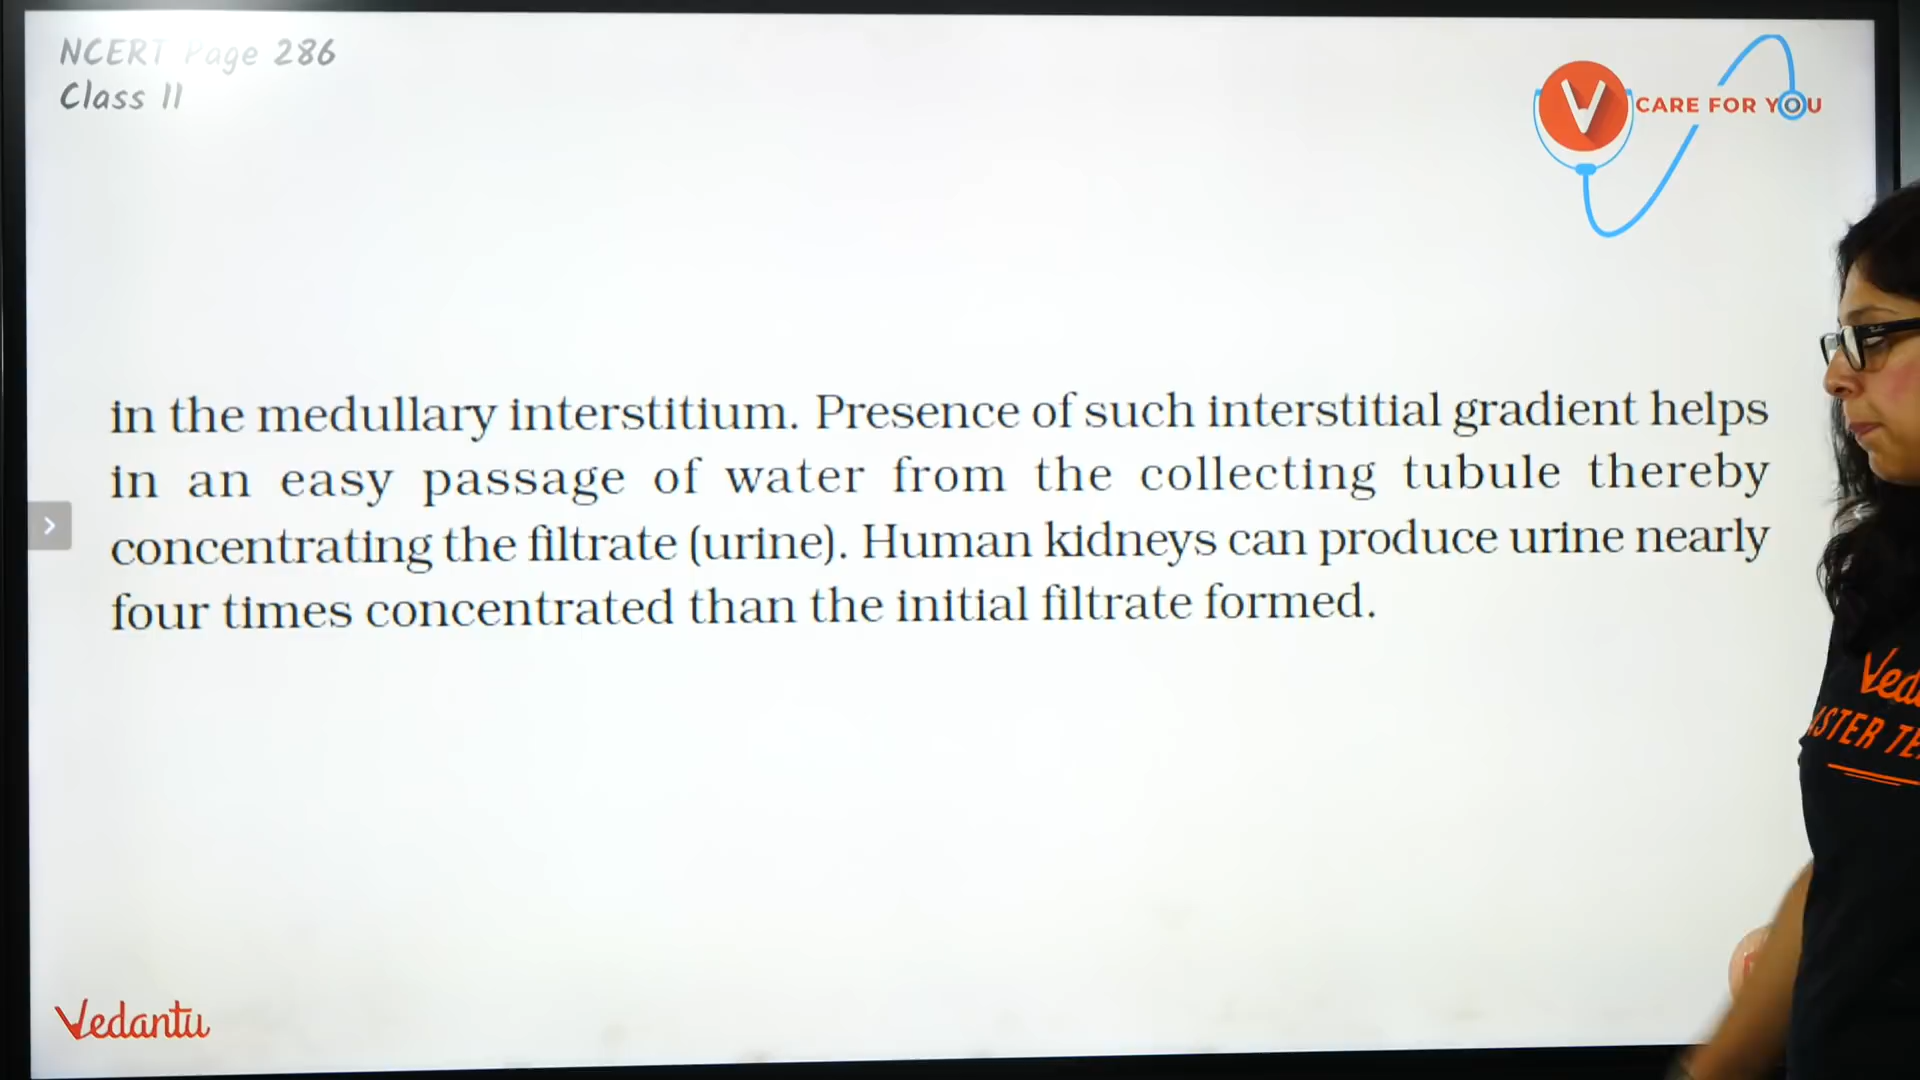 NCERT Page 286
Class 11
V CARE FOR YOU
in the medullary interstitium. Presence of such interstitial gradient helps
in an easy passage of water from the collecting tubule thereby
concentrating the filtrate (urine). Human kidneys can produce urine nearly
four times concentrated than the initial filtrate formed.
Vedantu